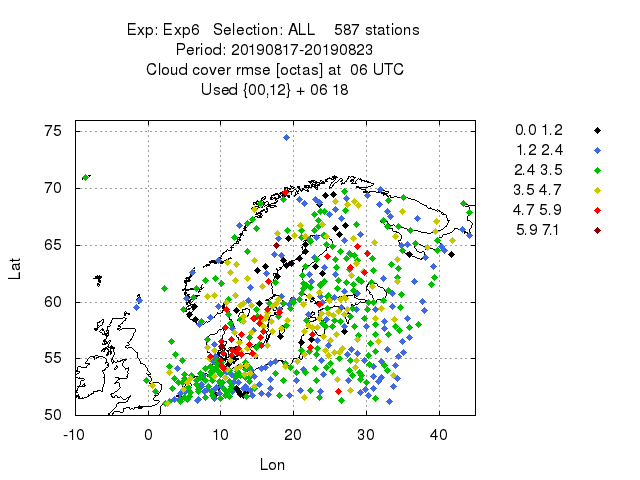 Exp: Exp6 Selection: ALL 587 stations
Period: 20190817-20190823
Cloud cover rmse [octas] at 06 UTC
Used {00,12} + 06 18
75
70
65
60
55
50
-10 0 10 20 30 40
Lat
Lon
0.0 1.2
1.2 2.4
2.4 3.5
3.5 4.7
4.7 5.9
5.9 7.1